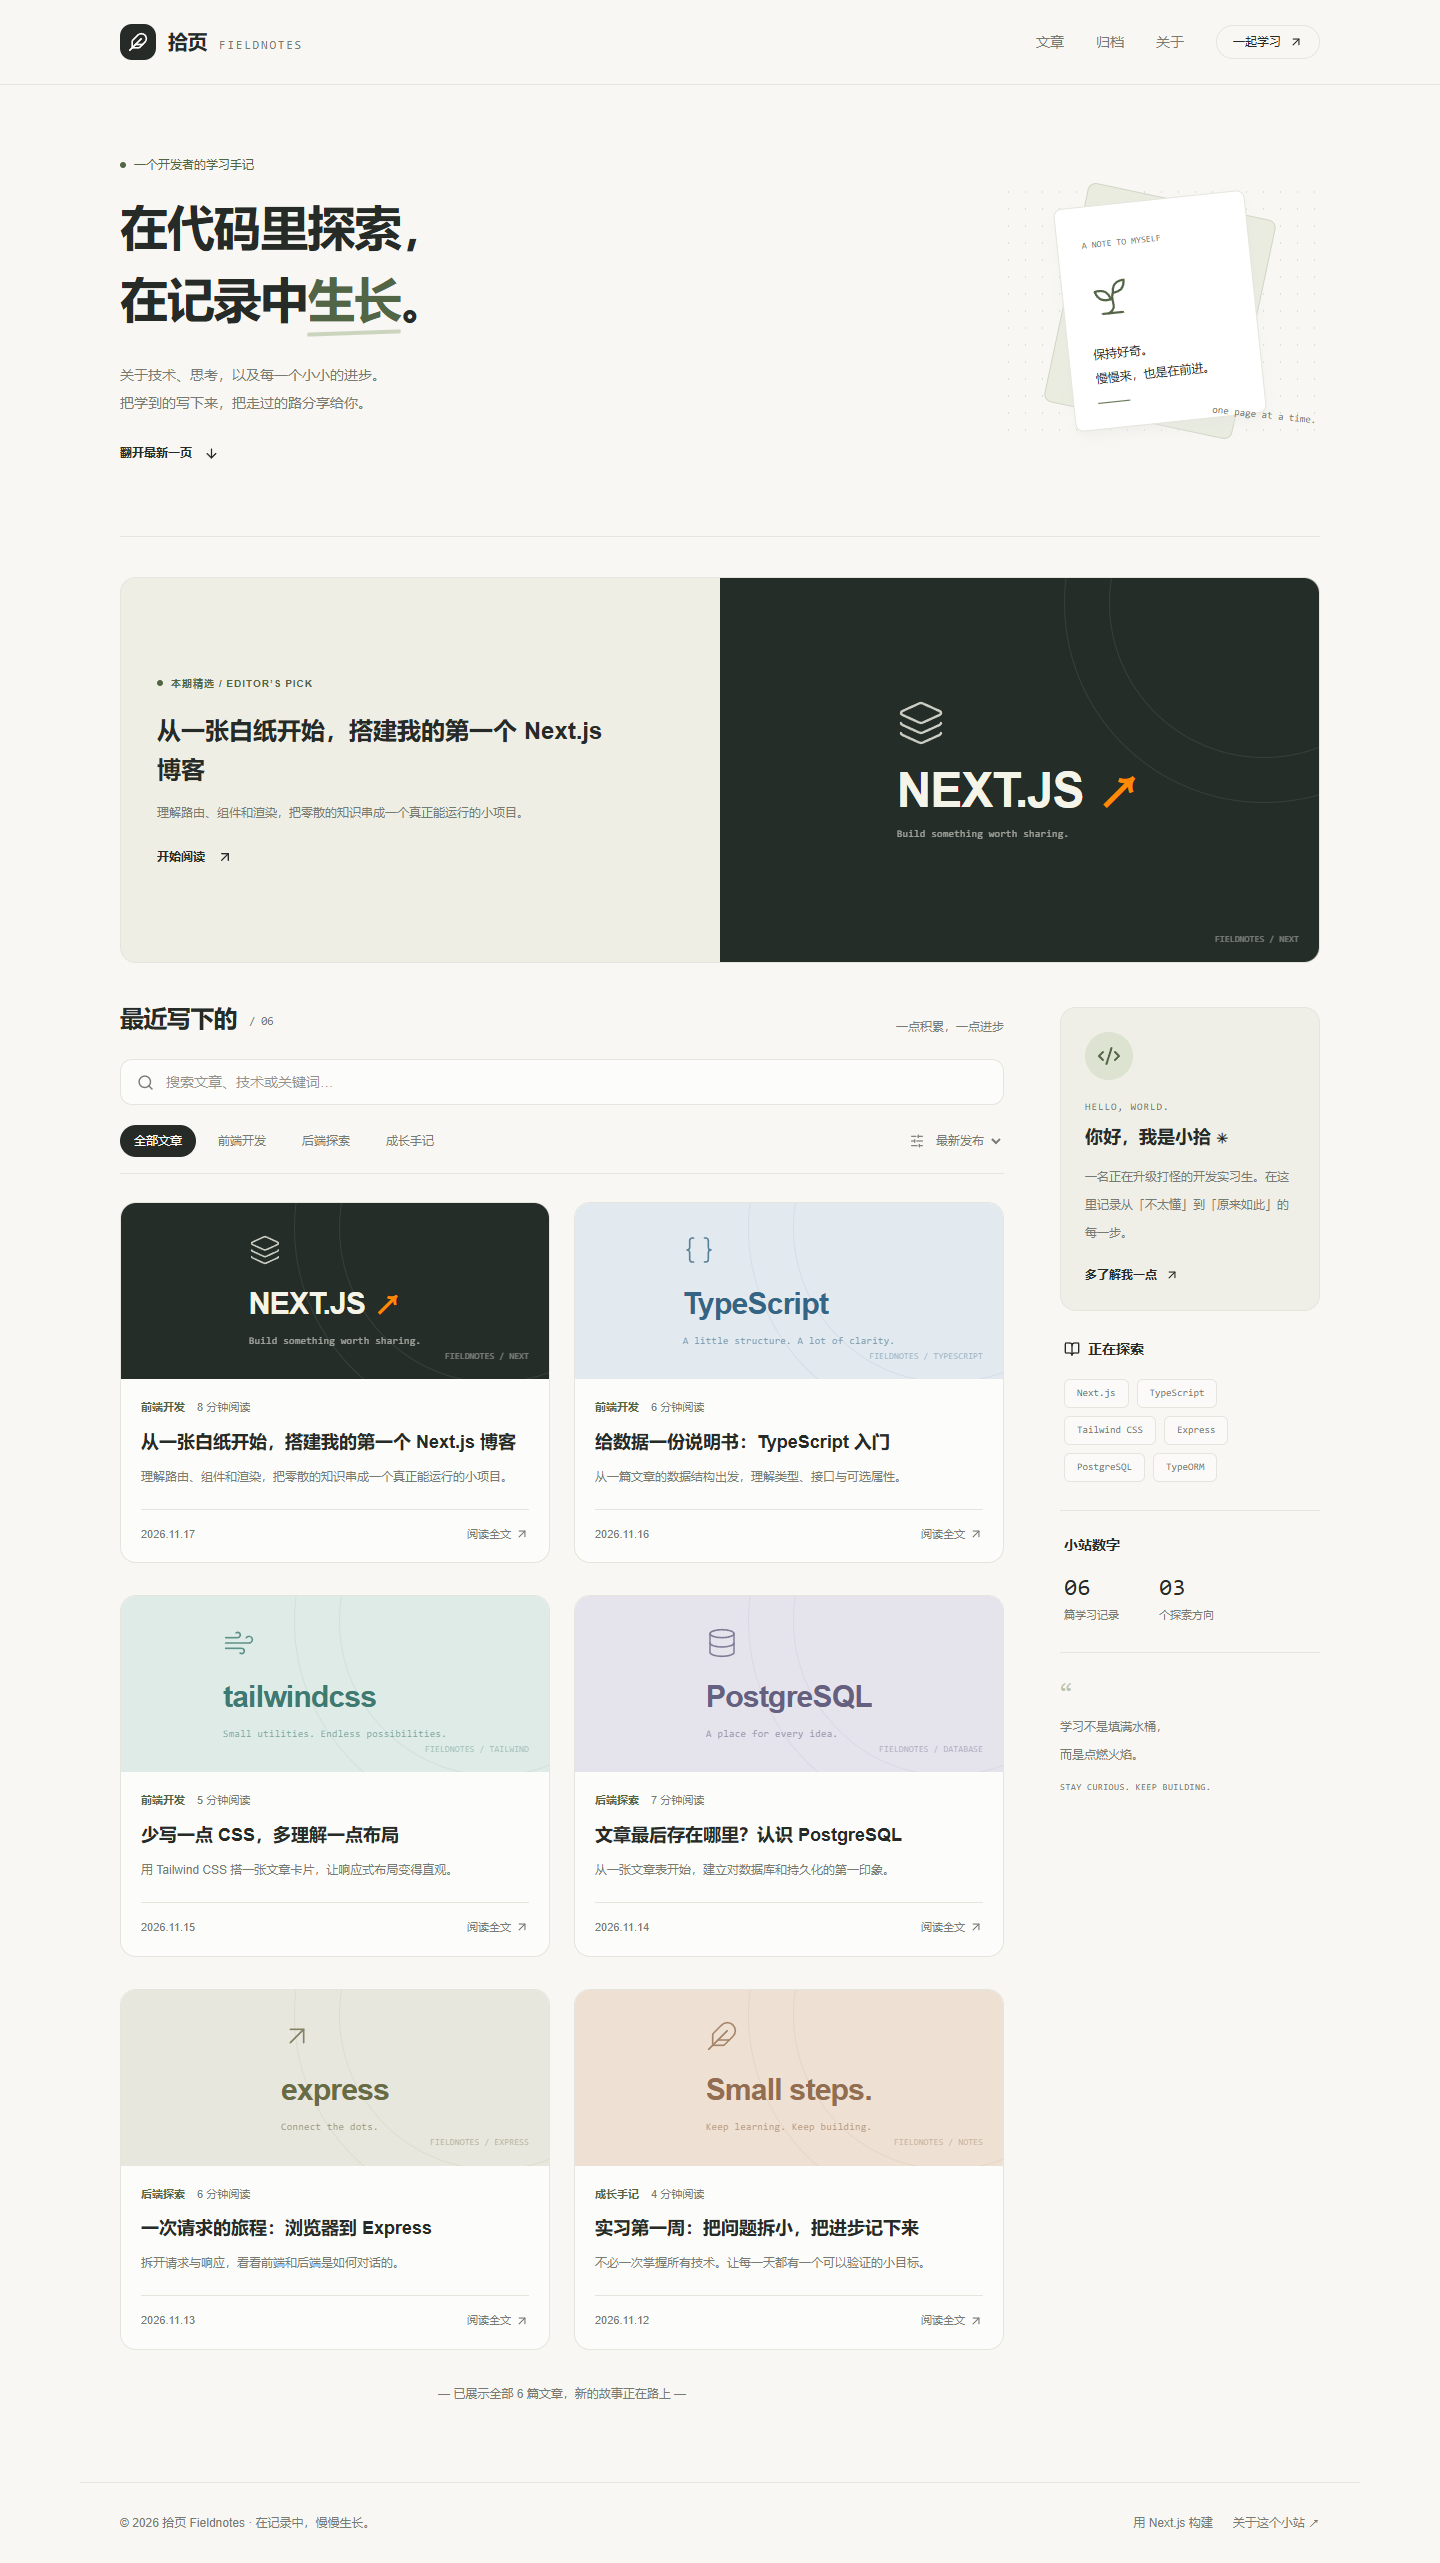 拾页 FIELDNOTES
文章 归档 关于 一起学习
一个开发者的学习手记
在代码里探索，
在记录中生长。
关于技术、思考，以及每一个小小的进步。
把学到的写下来，把走过的路分享给你。
翻开最新一页 ↓
A NOTE TO MYSELF
保持好奇。
慢慢来，也是在前进。
one page at a time.
本期精选 / EDITOR'S PICK
从一张白纸开始，搭建我的第一个 Next.js
博客
理解路由、组件和渲染，把零散的知识串成一个真正能运行的小项目。
开始阅读
NEXT.JS ↗
Build something worth sharing.
FIELDNOTES / NEXT
最近写下的 / 06
一点积累，一点进步
搜索文章、技术或关键词...
全部文章 前端开发 后端探索 成长手记 最新发布
NEXT.JS ↗
Build something worth sharing.
FIELDNOTES / NEXT
前端开发 8 分钟阅读
从一张白纸开始，搭建我的第一个 Next.js 博客
理解路由、组件和渲染，把零散的知识串成一个真正能运行的小项目。
2026.11.17 阅读全文
TypeScript
A little structure. A lot of clarity.
FIELDNOTES / TYPESCRIPT
前端开发 6 分钟阅读
给数据一份说明书：TypeScript 入门
从一篇文章的数据结构出发，理解类型、接口与可选属性。
2026.11.16 阅读全文
tailwindcss
Small utilities. Endless possibilities.
FIELDNOTES / TAILWIND
前端开发 5 分钟阅读
少写一点 CSS，多理解一点布局
用 Tailwind CSS 搭一张文章卡片，让响应式布局变得直观。
2026.11.15 阅读全文
PostgreSQL
A place for every idea.
FIELDNOTES / DATABASE
后端探索 7 分钟阅读
文章最后存在哪里？认识 PostgreSQL
从一张文章表开始，建立对数据库和持久化的第一印象。
2026.11.14 阅读全文
express
Connect the dots.
FIELDNOTES / EXPRESS
后端探索 6 分钟阅读
一次请求的旅程：浏览器到 Express
拆开请求与响应，看看前端和后端是如何对话的。
2026.11.13 阅读全文
Small steps.
Keep learning. Keep building.
FIELDNOTES / NOTES
成长手记 4 分钟阅读
实习第一周：把问题拆小，把进步记下来
不必一次掌握所有技术。让每一天都有一个可以验证的小目标。
2026.11.12 阅读全文
— 已展示全部 6 篇文章，新的故事正在路上 —
HELLO, WORLD.
你好，我是小拾 ✳
一名正在升级打怪的开发实习生。在这
里记录从「不太懂」到「原来如此」的
每一步。
多了解我一点
正在探索
Next.js TypeScript
Tailwind CSS Express
PostgreSQL TypeORM
小站数字
06 03
篇学习记录 个探索方向
“
学习不是填满水桶，
而是点燃火焰。
STAY CURIOUS. KEEP BUILDING.
© 2026 拾页 Fieldnotes · 在记录中，慢慢生长。
用 Next.js 构建 关于这个小站 ↗